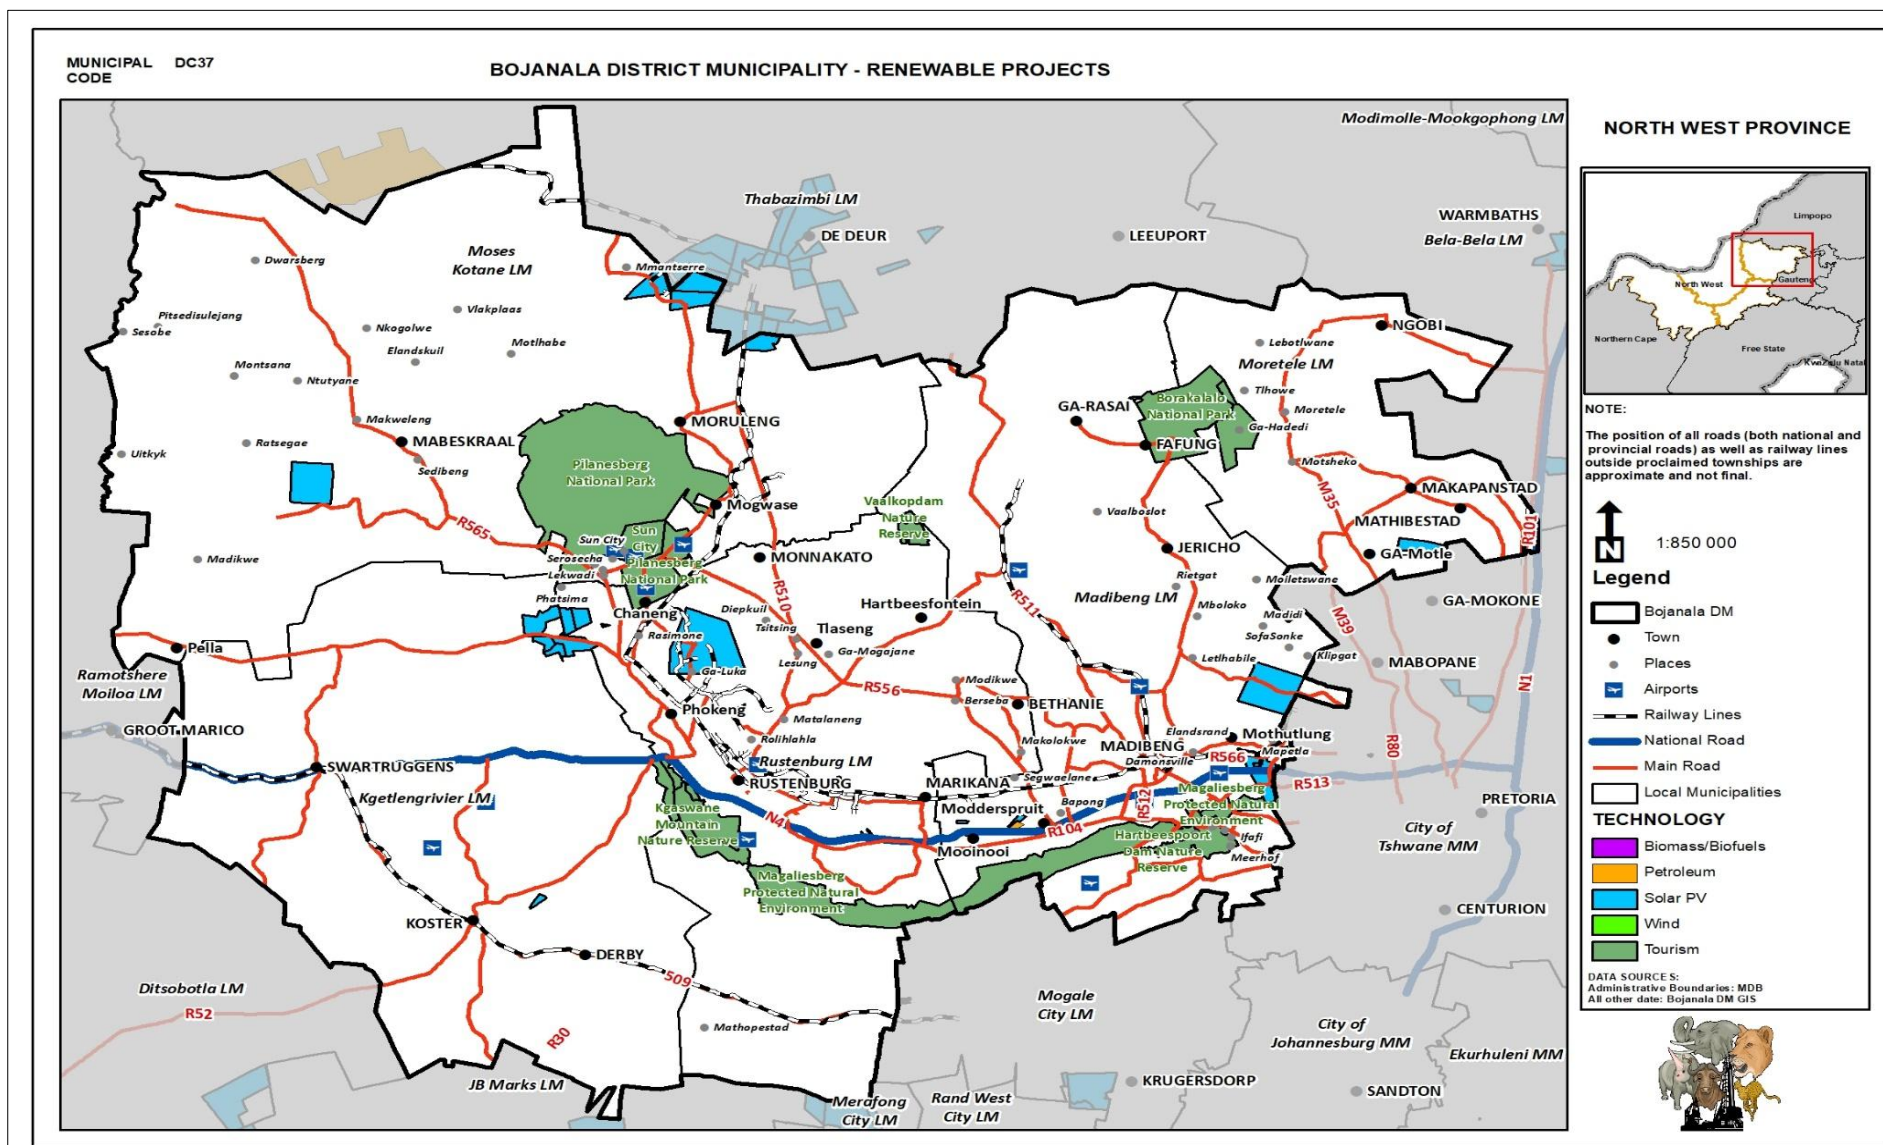 MUNICIPAL DC37
CODE
BOJANALA DISTRICT MUNICIPALITY - RENEWABLE PROJECTS
Modimolle-Mookgophong LM
Thabazimbi LM
DE DEUR
LEEUPORT
WARMBATHS
Bela-Bela LM
Moses
Kotane LM
Dwarsberg
Mmantserre
Vlakplaas
Pitsedisulejang
Sesobe
Nkogolwe
Elandskuil
Motlhabe
Montsana
Ntutyane
Makweleng
MABESKRAAL
Ratsegae
Uitkyk
Sedibeng
MORULENG
Pilanesberg
National Park
Mogwase
R565
Sun
City
Sun City
Serosecha
Lekwadi
Phatsima
Pilanesberg
National Park
Madikwe
MONNAKATO
Vaalkopdam
Nature
Reserve
NGOBI
Lebotlwane
Moretele LM
Tlhowe
Moretele
Borakalalo
National Park
Ga-Hadedi
GA-RASAI
FAFUNG
Motsheko
M35
MAKAPANSTAD
MATHIBESTAD
R101
GA-Motle
Vaalboslot
JERICHO
Rietgat
Moiletswane
Madibeng LM
Mboloko
Madidi
SofaSonke
Klipgat
Letlhabile
M39
GA-MOKONE
MABOPANE
N1
R80
Chaneng
Rasimone
Ga-Luka
Diepkuil
Tsitsing
R510
Tlaseng
Lesung
Ga-Mogajane
Hartbeesfontein
R511
R556
Modikwe
Berseba
BETHANIE
Pella
Ramotshere
Moiloa LM
GROOT MARICO
Phokeng
Matalaneng
Rolihlahla
Rustenburg LM
RUSTENBURG
SWARTRUGGENS
Kgetlengrivier LM
Makolokwe
Segwaelane
MADIBENG
Damonsville
Elandsrand
Mothutlung
Mapetla
R566
R513
R512
MARIKANA
Modderspruit
Bapong
Mooinooi
R104
N4
Kgaswane
Mountain
Nature Reserve
Magaliesberg
Protected Natural
Environment
Magaliesberg
Protected Natural
Environment
Hartbeespoort
Dam Nature
Reserve
Ifafi
Meerhof
PRETORIA
City of
Tshwane MM
CENTURION
KOSTER
DERBY
509
Mathopestad
R30
R52
Ditsobotla LM
JB Marks LM
Merafong
City LM
Rand West
City LM
Mogale
City LM
KRUGERSDORP
City of
Johannesburg MM
SANDTON
Ekurhuleni MM
NORTH WEST PROVINCE
Limpopo
North West
Gauteng
Northern Cape
Free State
KwaZulu Natal
NOTE:
The position of all roads (both national and
provincial roads) as well as railway lines
outside proclaimed townships are
approximate and not final.
N
1:850 000
Legend
Bojanala DM
Town
Places
Airports
Railway Lines
National Road
Main Road
Local Municipalities
TECHNOLOGY
Biomass/Biofuels
Petroleum
Solar PV
Wind
Tourism
DATA SOURCES:
Administrative Boundaries: MDB
All other date: Bojanala DM GIS